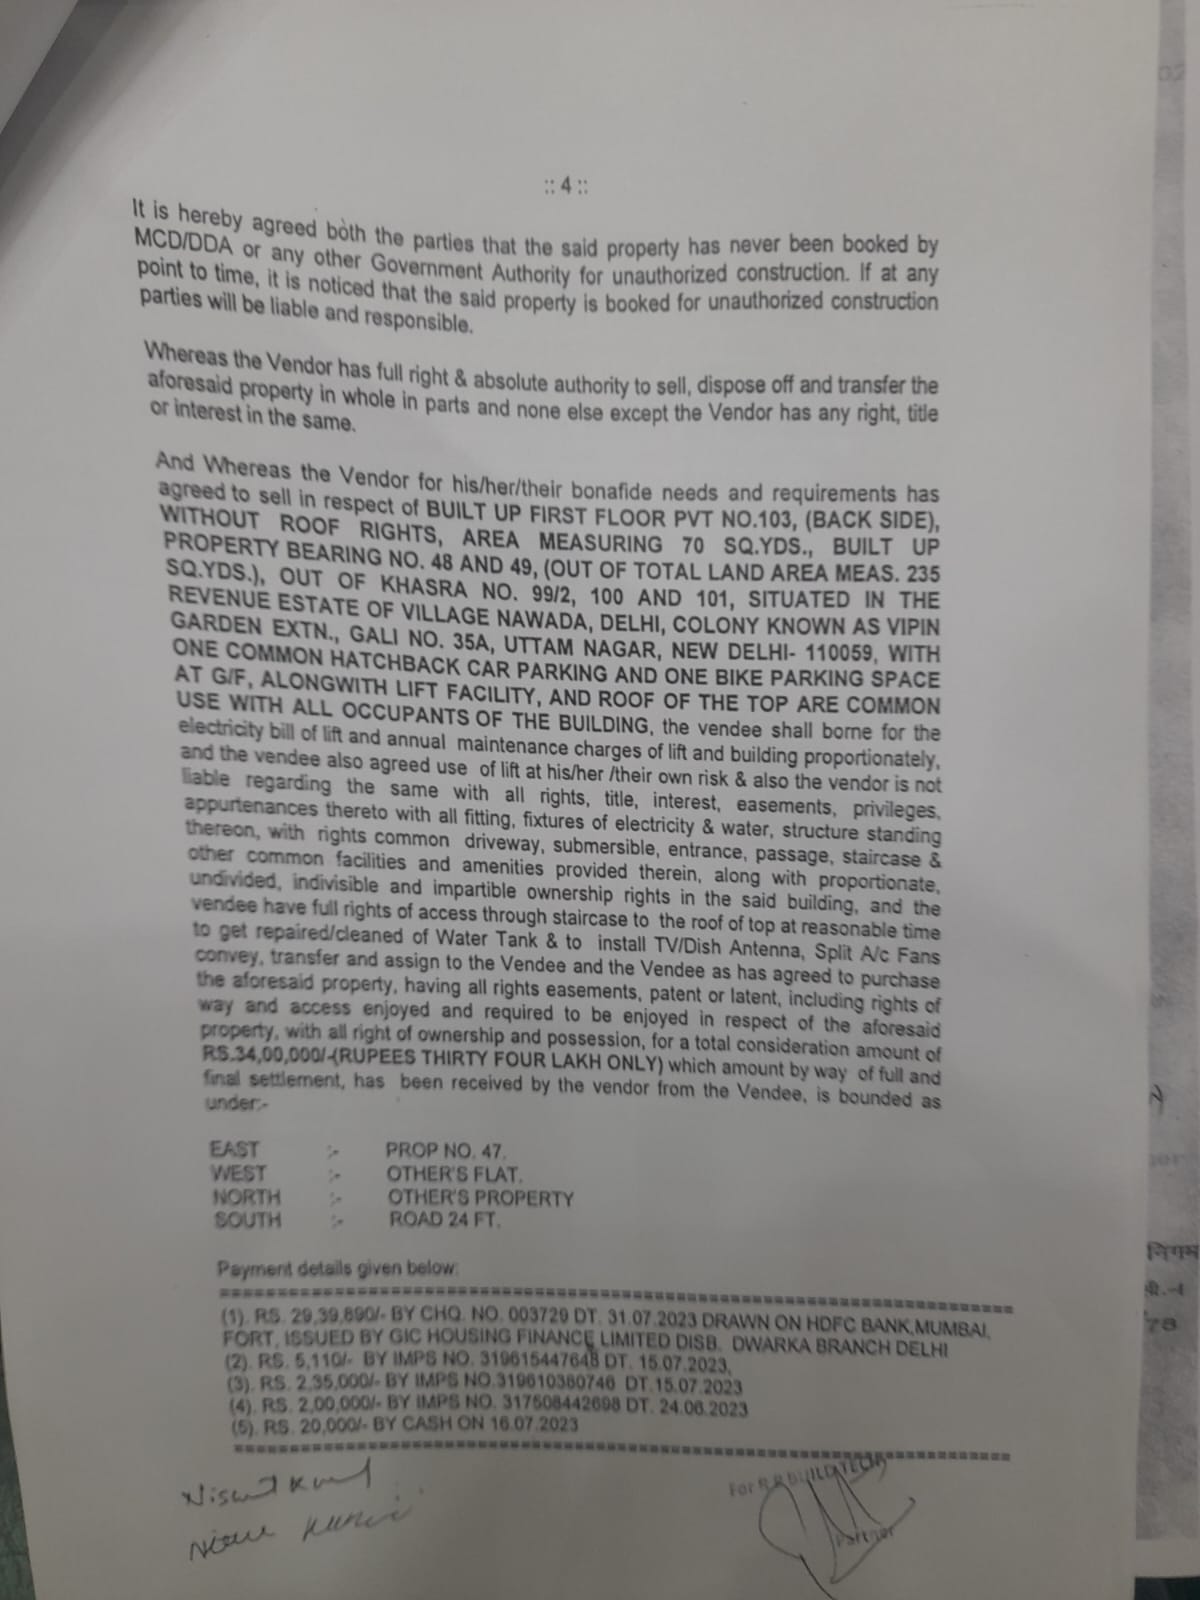 :: 4 ::
It is hereby agreed both the parties that the said property has never been booked by
MCD/DDA or any other Government Authority for unauthorized construction. If at any
point to time, it is noticed that the said property is booked for unauthorized construction
parties will be liable and responsible.
Whereas the Vendor has full right & absolute authority to sell, dispose off and transfer the
aforesaid property in whole in parts and none else except the Vendor has any right, title
or interest in the same.
And Whereas the Vendor for his/her/their bonafide needs and requirements has
agreed to sell in respect of BUILT UP FIRST FLOOR PVT NO.103, (BACK SIDE),
WITHOUT ROOF RIGHTS, AREA MEASURING 70 SQ.YDS., BUILT UP
PROPERTY BEARING NO. 48 AND 49, (OUT OF TOTAL LAND AREA MEAS. 235
SQ.YDS.), OUT OF KHASRA NO. 99/2, 100 AND 101, SITUATED IN THE
REVENUE ESTATE OF VILLAGE NAWADA, DELHI, COLONY KNOWN AS VIPIN
GARDEN EXTN., GALI NO. 35A, UTTAM NAGAR, NEW DELHI- 110059, WITH
ONE COMMON HATCHBACK CAR PARKING AND ONE BIKE PARKING SPACE
AT G/F, ALONGWITH LIFT FACILITY, AND ROOF OF THE TOP ARE COMMON
USE WITH ALL OCCUPANTS OF THE BUILDING, the vendee shall borne for the
electricity bill of lift and annual maintenance charges of lift and building proportionately,
and the vendee also agreed use of lift at his/her /their own risk & also the vendor is not
liable regarding the same with all rights, title, interest, easements, privileges,
appurtenances thereto with all fitting, fixtures of electricity & water, structure standing
thereon, with rights common driveway, submersible, entrance, passage, staircase &
other common facilities and amenities provided therein, along with proportionate,
undivided, indivisible and impartible ownership rights in the said building, and the
vendee have full rights of access through staircase to the roof of top at reasonable time
to get repaired/cleaned of Water Tank & to install TV/Dish Antenna, Split A/c Fans
convey, transfer and assign to the Vendee and the Vendee as has agreed to purchase
the aforesaid property, having all rights easements, patent or latent, including rights of
way and access enjoyed and required to be enjoyed in respect of the aforesaid
property, with all right of ownership and possession, for a total consideration amount of
RS.34,00,000/-(RUPEES THIRTY FOUR LAKH ONLY) which amount by way of full and
final settlement, has been received by the vendor from the Vendee, is bounded as
under:-
EAST :- PROP NO. 47.
WEST :- OTHER'S FLAT.
NORTH :- OTHER'S PROPERTY
SOUTH :- ROAD 24 FT.
Payment details given below:
(1). RS. 29,39,890/- BY CHQ. NO. 003729 DT. 31.07.2023 DRAWN ON HDFC BANK,MUMBAI,
FORT, ISSUED BY GIC HOUSING FINANCE LIMITED DISB. DWARKA BRANCH DELHI
(2). RS. 5,110/- BY IMPS NO. 319615447648 DT. 15.07.2023,
(3). RS. 2,35,000/- BY IMPS NO.319610380746 DT.15.07.2023
(4). RS. 2,00,000/- BY IMPS NO. 317508442698 DT. 24.06.2023
(5). RS. 20,000/- BY CASH ON 16.07.2023
For R.R BUILDTECH
Partner
निगम
78